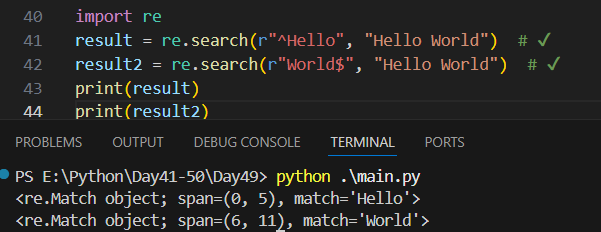 40 import re
41 result = re.search(r"^Hello", "Hello World") # ✓
42 result2 = re.search(r"World$", "Hello World") # ✓
43 print(result)
44 print(result2)
PROBLEMS OUTPUT DEBUG CONSOLE TERMINAL PORTS
PS E:\Python\Day41-50\Day49> python .\main.py
<re.Match object; span=(0, 5), match='Hello'>
<re.Match object; span=(6, 11), match='World'>